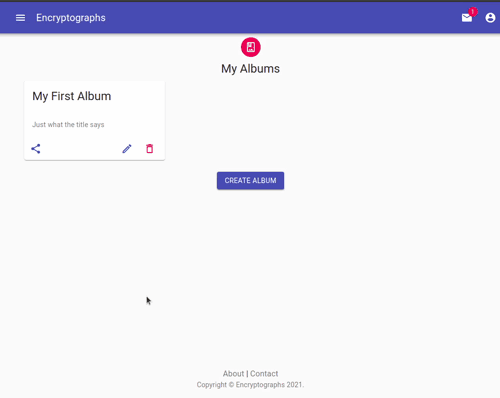 Encryptographs
1
My Albums
My First Album
Just what the title says
CREATE ALBUM
About | Contact
Copyright © Encryptographs 2021.